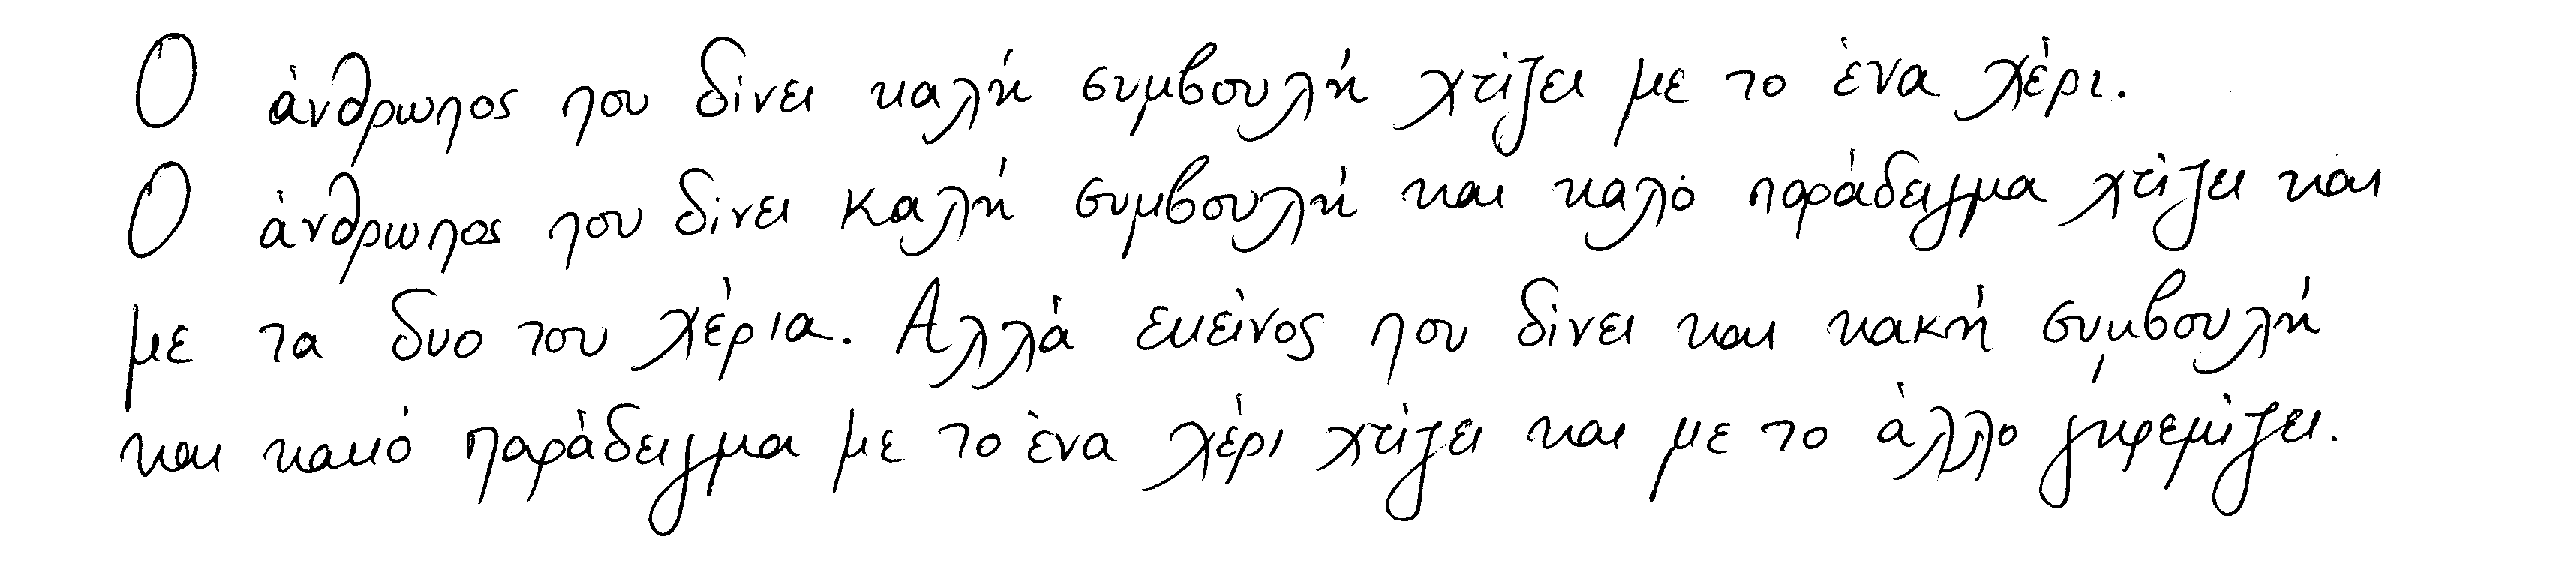 Ο άνθρωπος που δίνει καλή συμβουλή χτίζει με το ένα χέρι.
Ο άνθρωπος που δίνει καλή συμβουλή και καλό παράδειγμα χτίζει και
με τα δυο του χέρια. Αλλά εκείνος που δίνει και κακή συμβουλή
και κακό παράδειγμα με το ένα χέρι χτίζει και με το άλλο γκρεμίζει.